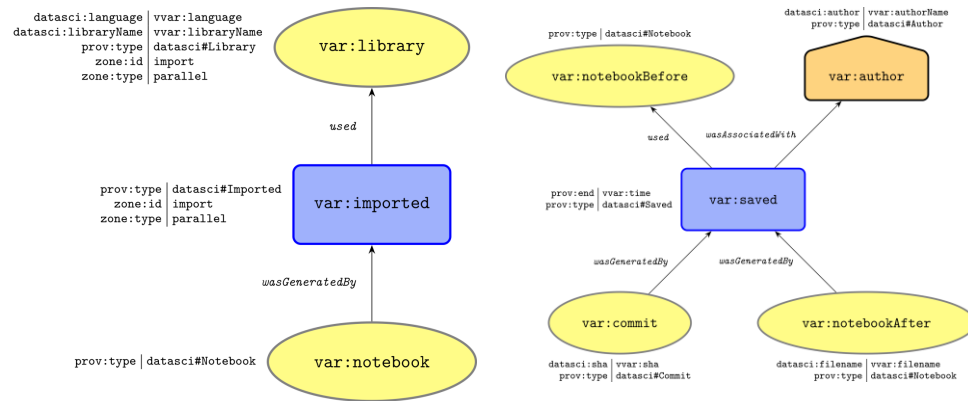 datasci:language vvar:language
datasci:libraryName vvar:libraryName
prov:type datasci#Library
zone:id import
zone:type parallel
var:library
used
prov:type datasci#Imported
zone:id import
zone:type parallel
var:imported
wasGeneratedBy
prov:type datasci#Notebook
var:notebook
prov:type datasci#Notebook
var:notebookBefore
datasci:author vvar:authorName
prov:type datasci#Author
var:author
used
wasAssociatedWith
prov:end vvar:time
prov:type datasci#Saved
var:saved
wasGeneratedBy
wasGeneratedBy
var:commit
datasci:sha vvar:sha
prov:type datasci#Commit
var:notebookAfter
datasci:filename vvar:filename
prov:type datasci#Notebook